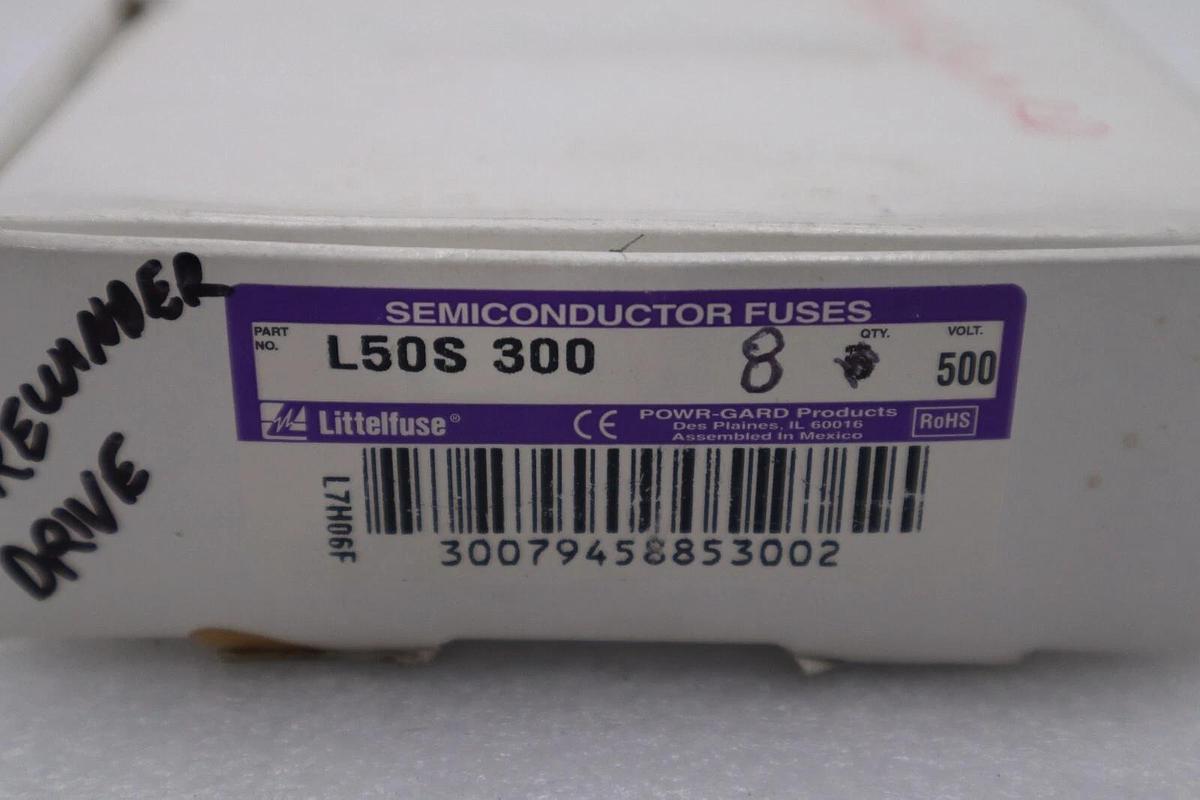 REWINDER
DRIVE
SEMICONDUCTOR FUSES
PART NO.
L50S 300
8
QTY.
VOLT.
500
Littelfuse®
CE
POWR-GARD Products
Des Plaines, IL 60016
Assembled In Mexico
RoHS
L7H06F
30079458853002